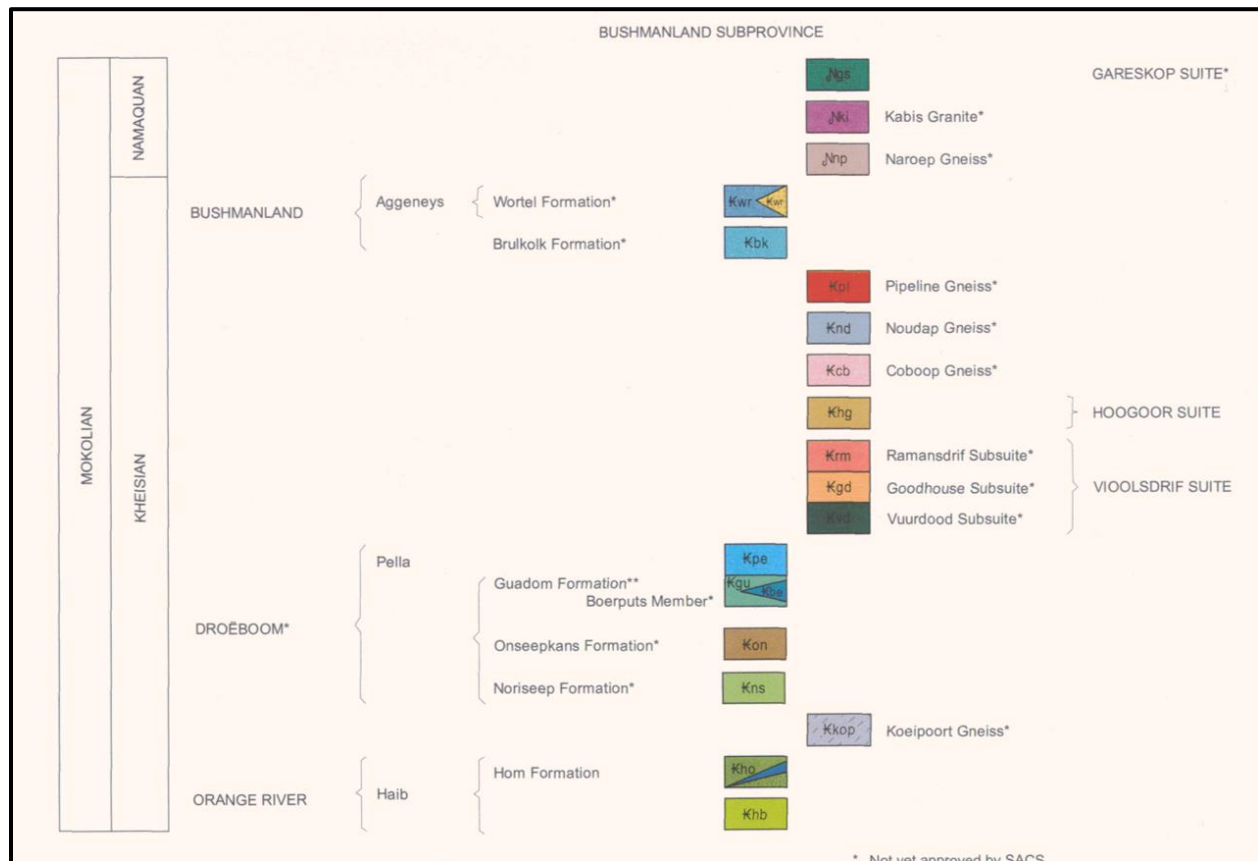 BUSHMANLAND SUBPROVINCE
MOKOLIAN
NAMAQUAN
KHEISIAN
Ngs GARESKOP SUITE*
Nki Kabis Granite*
Nnp Naroep Gneiss*
BUSHMANLAND Aggeneys Wortel Formation* Kwr Kwr
Brulkolk Formation* Kbk
Kpl Pipeline Gneiss*
Knd Noudap Gneiss*
Kcb Coboop Gneiss*
Khg HOOGOOR SUITE
Krm Ramansdrif Subsuite*
Kgd Goodhouse Subsuite* VIOOLSDRIF SUITE
Kvd Vuurdood Subsuite*
Pella Kpe
Guadom Formation** Kgu
Boerputs Member* Kbe
DROËBOOM*
Onseepkans Formation* Kon
Noriseep Formation* Kns
Kkop Koeipoort Gneiss*
Hom Formation Kho
ORANGE RIVER Haib Khb
* Not yet approved by SACS